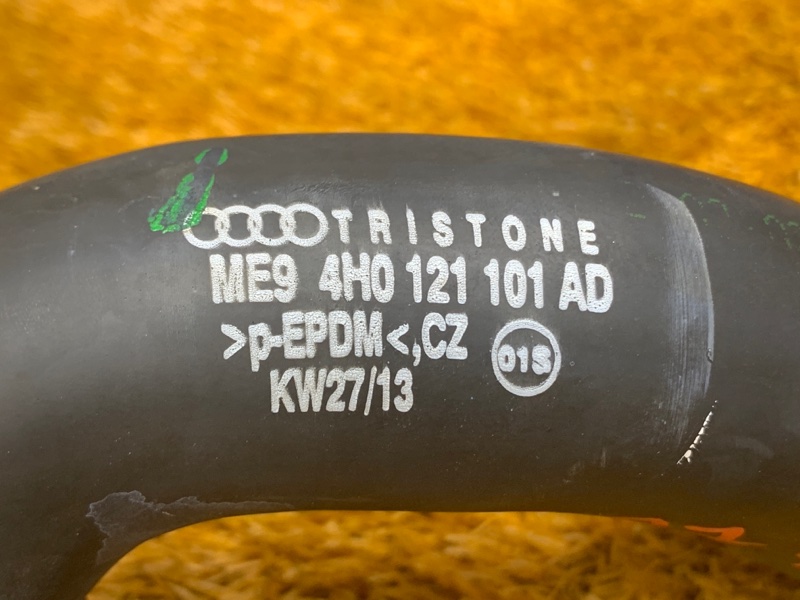 TRISTONE
ME9 4H0 121 101 AD
>p-EPDM<,CZ
01S
KW27/13